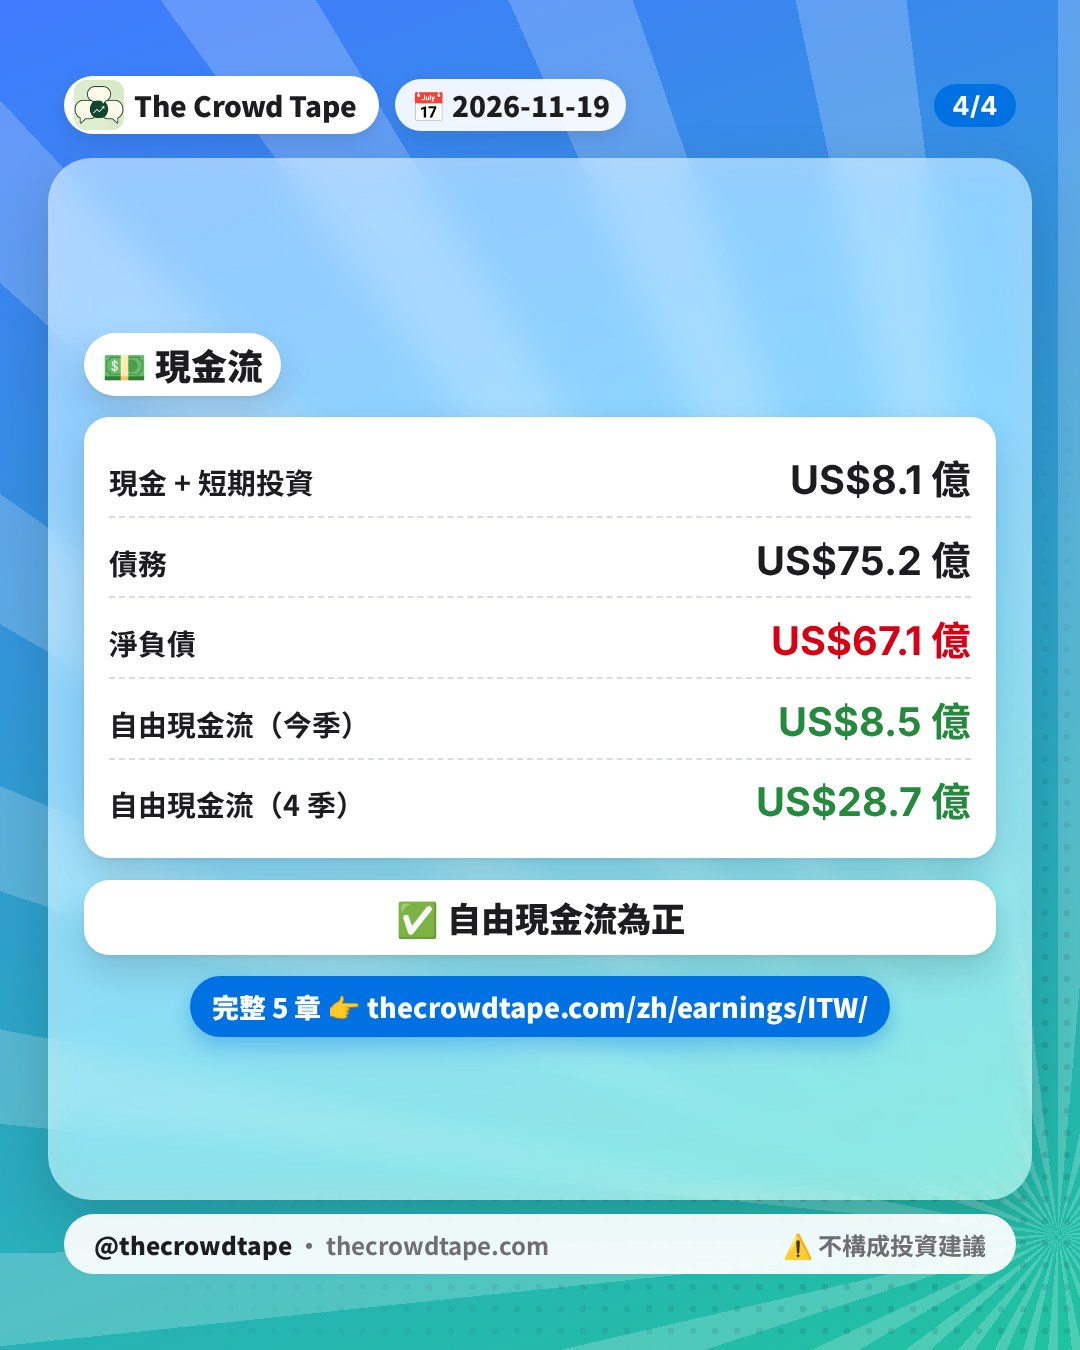 The Crowd Tape
📅 2026-11-19
4/4
💵 現金流
現金 + 短期投資
US$8.1 億
債務
US$75.2 億
淨負債
US$67.1 億
自由現金流（今季）
US$8.5 億
自由現金流（4 季）
US$28.7 億
✅ 自由現金流為正
完整 5 章 👉 thecrowdtape.com/zh/earnings/ITW/
@thecrowdtape · thecrowdtape.com
⚠️ 不構成投資建議